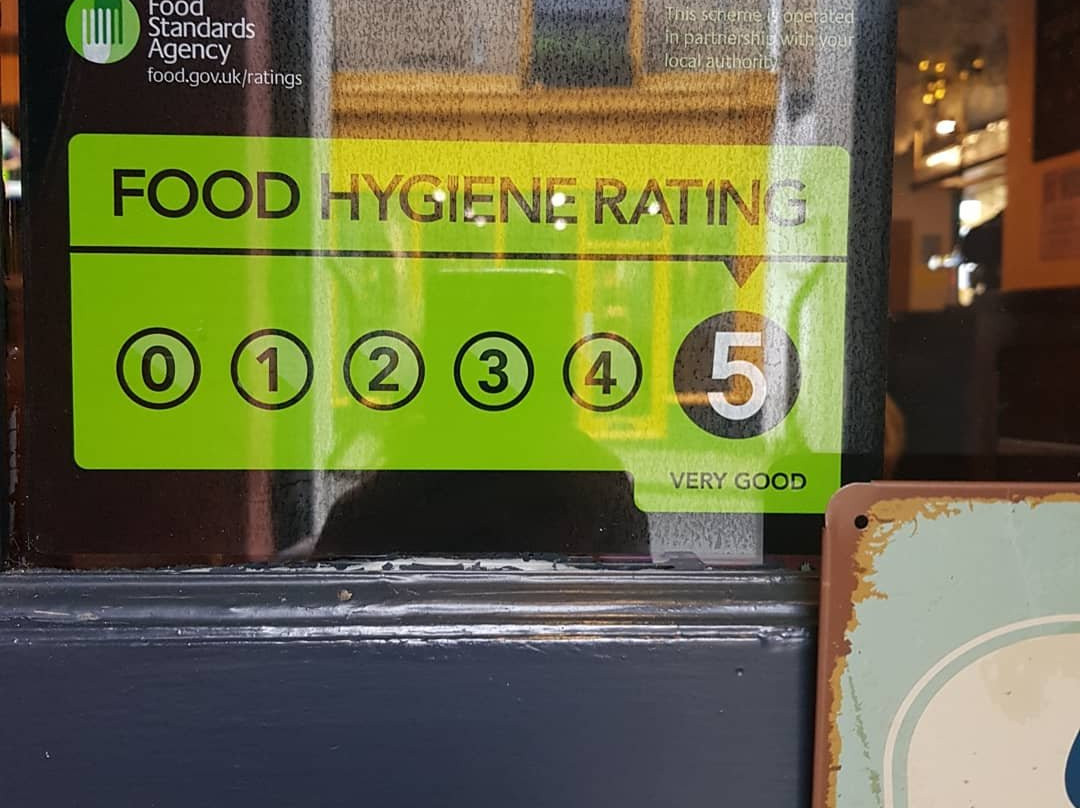 Food
Standards
Agency
food.gov.uk/ratings
This scheme is operated
in partnership with your
local authority
FOOD HYGIENE RATING
0 1 2 3 4 5
VERY GOOD